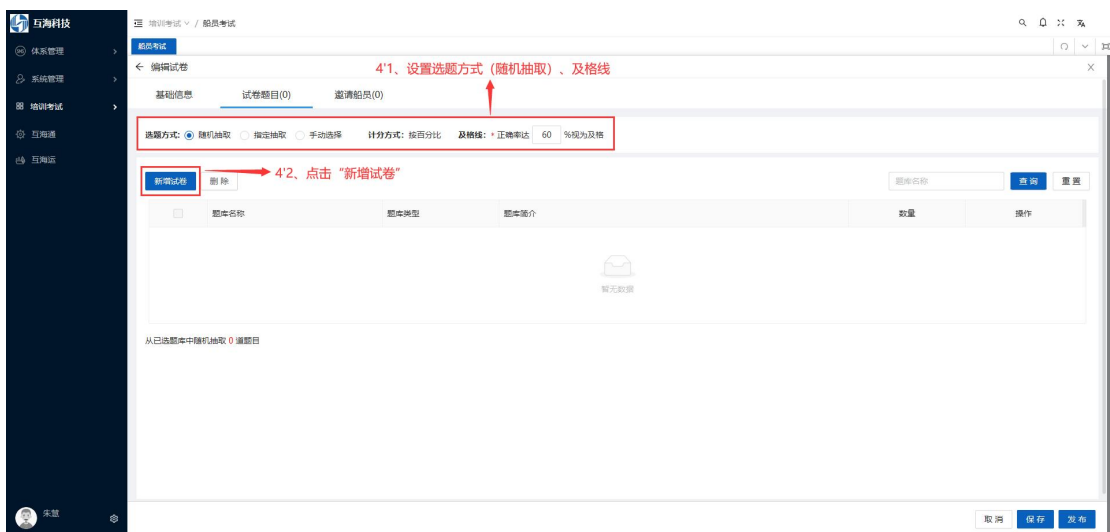 互海科技
培训考试 / 船员考试
体系管理
系统管理
培训考试
互海通
互海运
朱慧
船员考试
编辑试卷
4'1、设置选题方式（随机抽取）、及格线
基础信息 试卷题目(0) 邀请船员(0)
选题方式: 随机抽取 指定抽取 手动选择 计分方式: 按百分比 及格线: * 正确率达 60 %视为及格
新增试卷 删 除 4'2、点击“新增试卷” 题库名称 查 询 重 置
题库名称 题库类型 题库简介 数量 操作
暂无数据
从已选题库中随机抽取 0 道题目
取 消 保 存 发 布